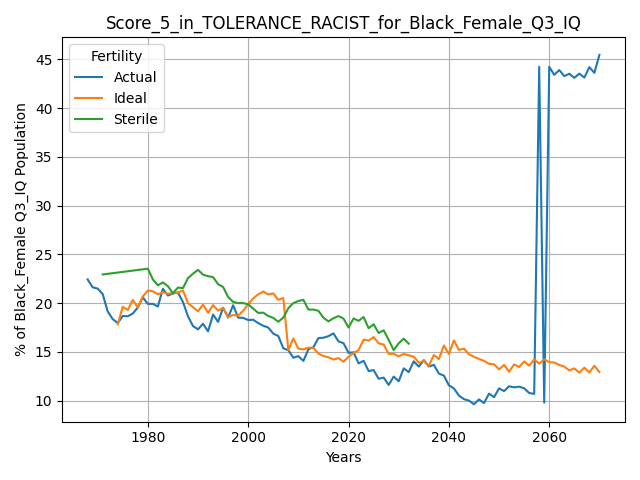 Score_5_in_TOLERANCE_RACIST_for_Black_Female_Q3_IQ
Fertility
Actual
Ideal
Sterile
% of Black_Female Q3_IQ Population
45
40
35
30
25
20
15
10
1980
2000
2020
2040
2060
Years